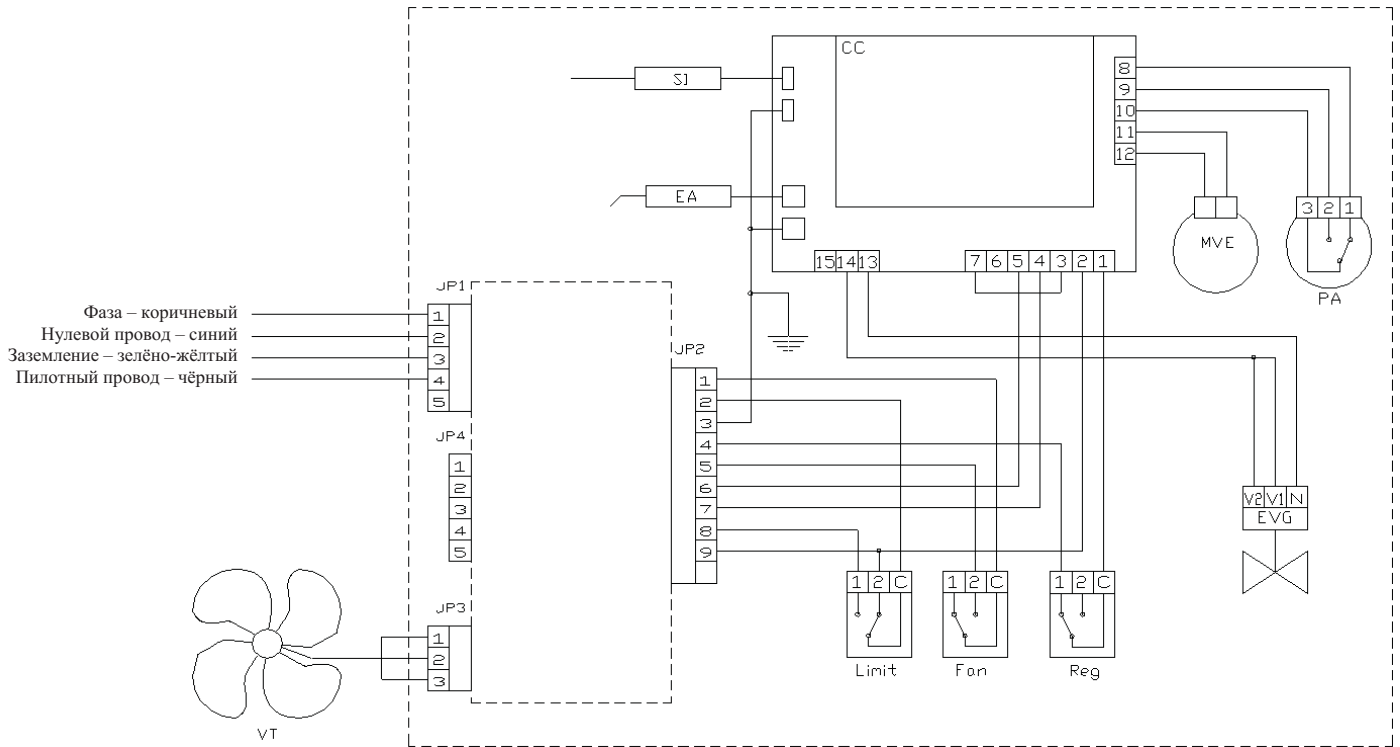 CC
SI
EA
8
9
10
11
12
15 14 13
7 6 5 4 3 2 1
MVE
3 2 1
PA
JP1
Фаза – коричневый
Нулевой провод – синий
Заземление – зелёно-жёлтый
Пилотный провод – чёрный
1
2
3
4
5
JP2
1
2
3
4
5
6
7
8
9
JP4
1
2
3
4
5
V2 V1 N
EVG
1 2 C
Limit
1 2 C
Fan
1 2 C
Reg
JP3
1
2
3
VT